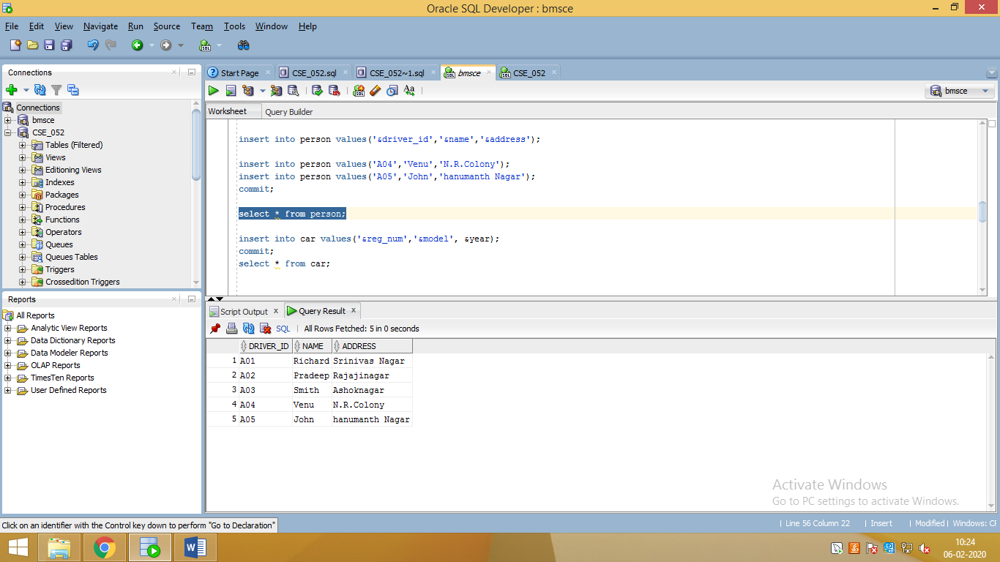 Oracle SQL Developer : bmsce
File Edit View Navigate Run Source Team Tools Window Help
Connections
Connections
bmsce
CSE_052
Tables (Filtered)
Views
Editioning Views
Indexes
Packages
Procedures
Functions
Operators
Queues
Queues Tables
Triggers
Crossedition Triggers
Reports
All Reports
Analytic View Reports
Data Dictionary Reports
Data Modeler Reports
OLAP Reports
TimesTen Reports
User Defined Reports
Start Page CSE_052.sql CSE_052~1.sql bmsce CSE_052
bmsce
Worksheet Query Builder
insert into person values('&driver_id','&name','&address');
insert into person values('A04','Venu','N.R.Colony');
insert into person values('A05','John','hanumanth Nagar');
commit;
select * from person;
insert into car values('&reg_num','&model', &year);
commit;
select * from car;
Script Output Query Result
SQL All Rows Fetched: 5 in 0 seconds
DRIVER_ID NAME ADDRESS
1 A01 Richard Srinivas Nagar
2 A02 Pradeep Rajajinagar
3 A03 Smith Ashoknagar
4 A04 Venu N.R.Colony
5 A05 John hanumanth Nagar
Activate Windows
Go to PC settings to activate Windows.
Click on an identifier with the Control key down to perform "Go to Declaration"
Line 56 Column 22 Insert Modified Windows: CF
10:24
06-02-2020